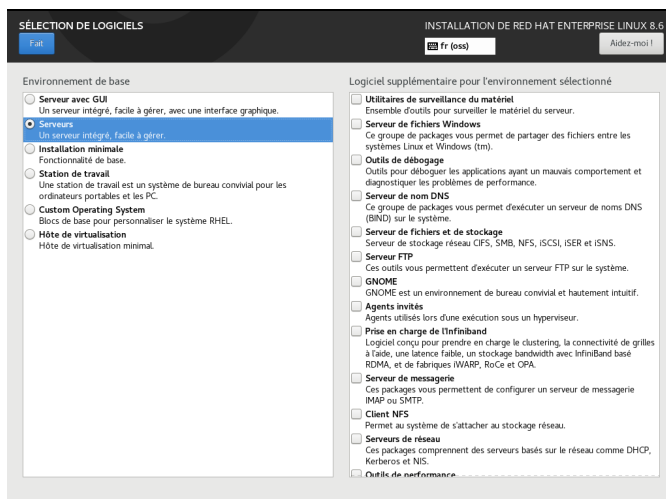 SÉLECTION DE LOGICIELS
INSTALLATION DE RED HAT ENTERPRISE LINUX 8.6
Fait
fr (oss)
Aidez-moi !
Environnement de base
Serveur avec GUI
Un serveur intégré, facile à gérer, avec une interface graphique.
Serveurs
Un serveur intégré, facile à gérer.
Installation minimale
Fonctionnalité de base.
Station de travail
Une station de travail est un système de bureau convivial pour les
ordinateurs portables et les PC.
Custom Operating System
Blocs de base pour personnaliser le système RHEL.
Hôte de virtualisation
Hôte de virtualisation minimal.
Logiciel supplémentaire pour l'environnement sélectionné
Utilitaires de surveillance du matériel
Ensemble d'outils pour surveiller le matériel du serveur.
Serveur de fichiers Windows
Ce groupe de packages vous permet de partager des fichiers entre les
systèmes Linux et Windows (tm).
Outils de débogage
Outils pour déboguer les applications ayant un mauvais comportement et
diagnostiquer les problèmes de performance.
Serveur de nom DNS
Ce groupe de packages vous permet d'exécuter un serveur de noms DNS
(BIND) sur le système.
Serveur de fichiers et de stockage
Serveur de stockage réseau CIFS, SMB, NFS, iSCSI, iSER et iSNS.
Serveur FTP
Ces outils vous permettent d'exécuter un serveur FTP sur le système.
GNOME
GNOME est un environnement de bureau convivial et hautement intuitif.
Agents invités
Agents utilisés lors d'une exécution sous un hyperviseur.
Prise en charge de l'Infiniband
Logiciel conçu pour prendre en charge le clustering, la connectivité de grilles
à l'aide, une latence faible, un stockage bandwidth avec InfiniBand basé
RDMA, et de fabriques iWARP, RoCe et OPA.
Serveur de messagerie
Ces packages vous permettent de configurer un serveur de messagerie
IMAP ou SMTP.
Client NFS
Permet au système de s'attacher au stockage réseau.
Serveurs de réseau
Ces packages comprennent des serveurs basés sur le réseau comme DHCP,
Kerberos et NIS.
Outils de performance